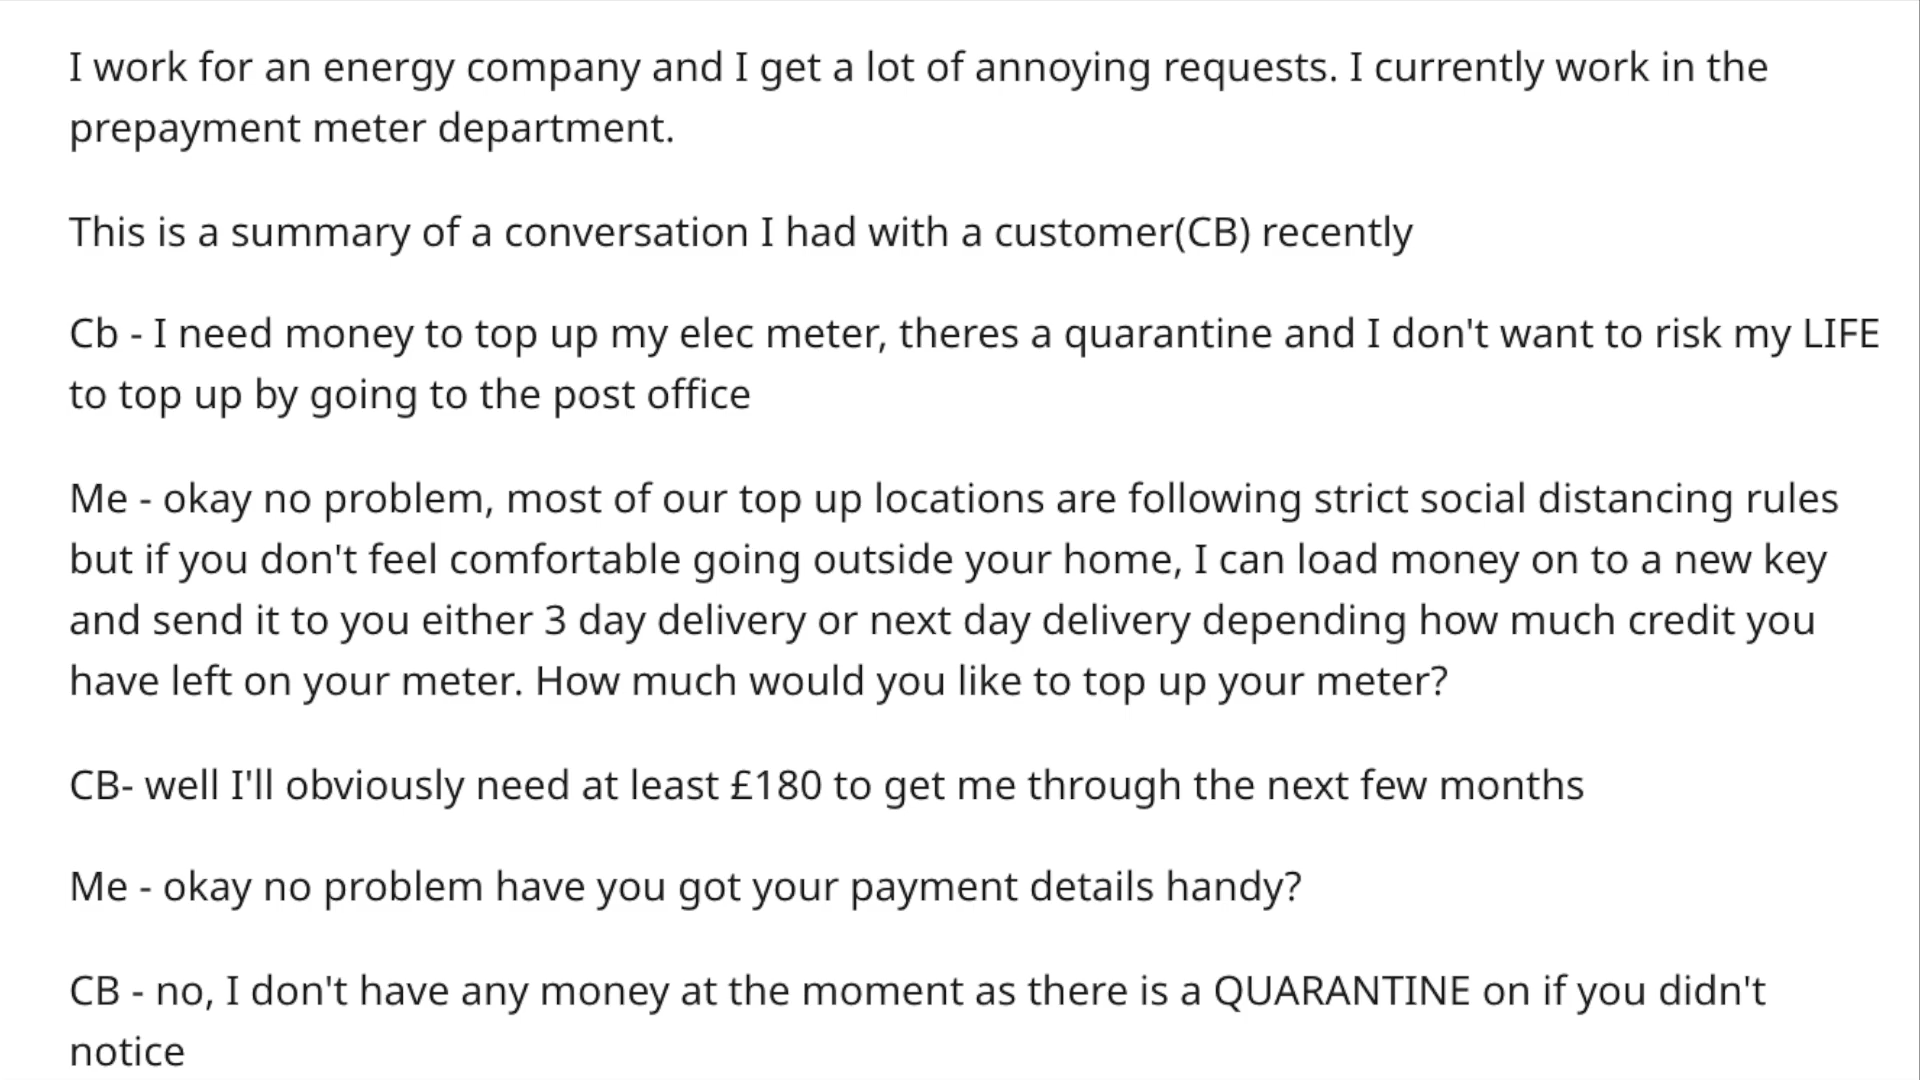 I work for an energy company and I get a lot of annoying requests. I currently work in the
prepayment meter department.
This is a summary of a conversation I had with a customer(CB) recently
Cb - I need money to top up my elec meter, theres a quarantine and I don't want to risk my LIFE
to top up by going to the post office
Me - okay no problem, most of our top up locations are following strict social distancing rules
but if you don't feel comfortable going outside your home, I can load money on to a new key
and send it to you either 3 day delivery or next day delivery depending how much credit you
have left on your meter. How much would you like to top up your meter?
CB- well I'll obviously need at least £180 to get me through the next few months
Me - okay no problem have you got your payment details handy?
CB - no, I don't have any money at the moment as there is a QUARANTINE on if you didn't
notice